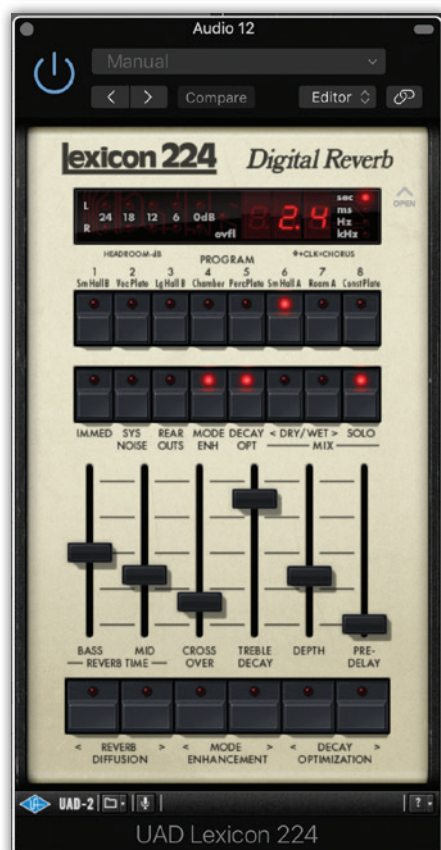 Audio 12
Manual
< > Compare Editor
lexicon 224 Digital Reverb
OPEN
L
24 18 12 6 0dB
R
ovfl
2.4
sec
ms
Hz
kHz
HEADROOM-dB
PROGRAM
9+CLK=CHORUS
1 2 3 4 5 6 7 8
Sm Hall B Voc Plate Lg Hall B Chamber PercPlate Sm Hall A Room A ConstPlate
IMMED SYS NOISE REAR OUTS MODE ENH DECAY OPT < DRY/WET > MIX SOLO
BASS MID CROSS OVER TREBLE DECAY DEPTH PRE-DELAY
REVERB TIME
< REVERB DIFFUSION > < MODE ENHANCEMENT > < DECAY OPTIMIZATION >
UAD-2 ?
UAD Lexicon 224